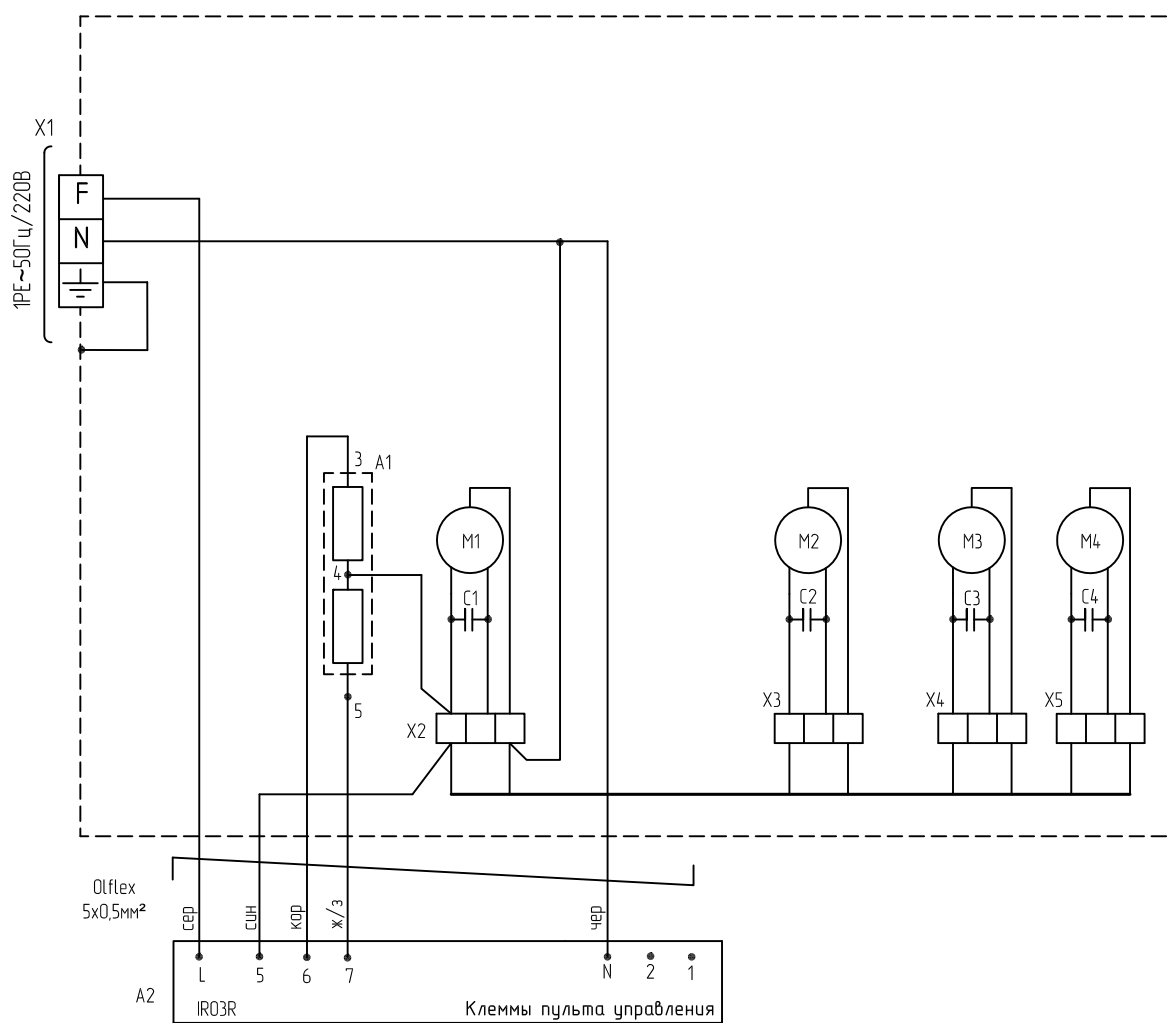 X1
1PE~50Гц/220В
F
N
3
A1
4
5
M1
C1
X2
M2
C2
X3
M3
C3
X4
M4
C4
X5
Olflex
5x0,5мм²
сер
син
кор
ж/з
чер
L
5
6
7
N
2
1
A2
IR03R
Клеммы пульта управления